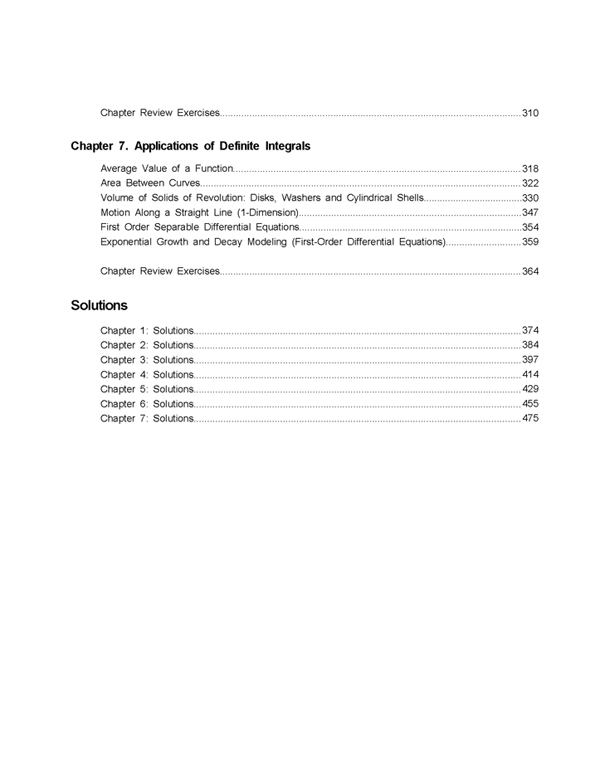 Chapter Review Exercises....................................................................................................................310
Chapter 7. Applications of Definite Integrals
Average Value of a Function...............................................................................................................318
Area Between Curves...........................................................................................................................322
Volume of Solids of Revolution: Disks, Washers and Cylindrical Shells....................................330
Motion Along a Straight Line (1-Dimension)......................................................................................347
First Order Separable Differential Equations......................................................................................354
Exponential Growth and Decay Modeling (First-Order Differential Equations)............................359
Chapter Review Exercises....................................................................................................................364
Solutions
Chapter 1: Solutions..............................................................................................................................374
Chapter 2: Solutions..............................................................................................................................384
Chapter 3: Solutions..............................................................................................................................397
Chapter 4: Solutions..............................................................................................................................414
Chapter 5: Solutions..............................................................................................................................429
Chapter 6: Solutions..............................................................................................................................455
Chapter 7: Solutions..............................................................................................................................475